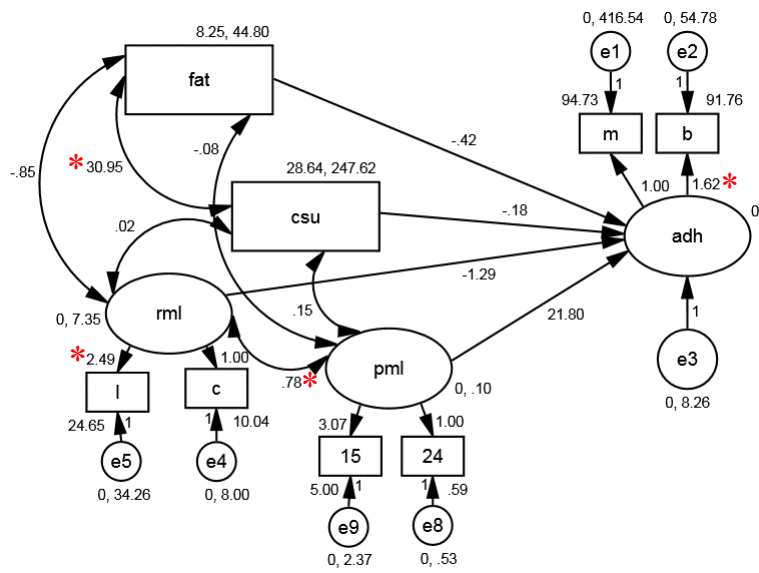 0, 416.54 0, 54.78
e1 e2
8.25, 44.80
fat
1 1
94.73 91.76
m b
-.08 -.42
-.85 * 30.95
28.64, 247.62
1.00 1.62 *
csu -.18 0
adh
.02
-1.29
rml
0, 7.35 .15 21.80 1
* 2.49 1.00 .78 * pml e3
0, .10
l c
0, 8.26
24.65 1 1 10.04 3.07 1.00
e5 e4 15 24
0, 34.26 0, 8.00 5.00 1 1 .59
e9 e8
0, 2.37 0, .53